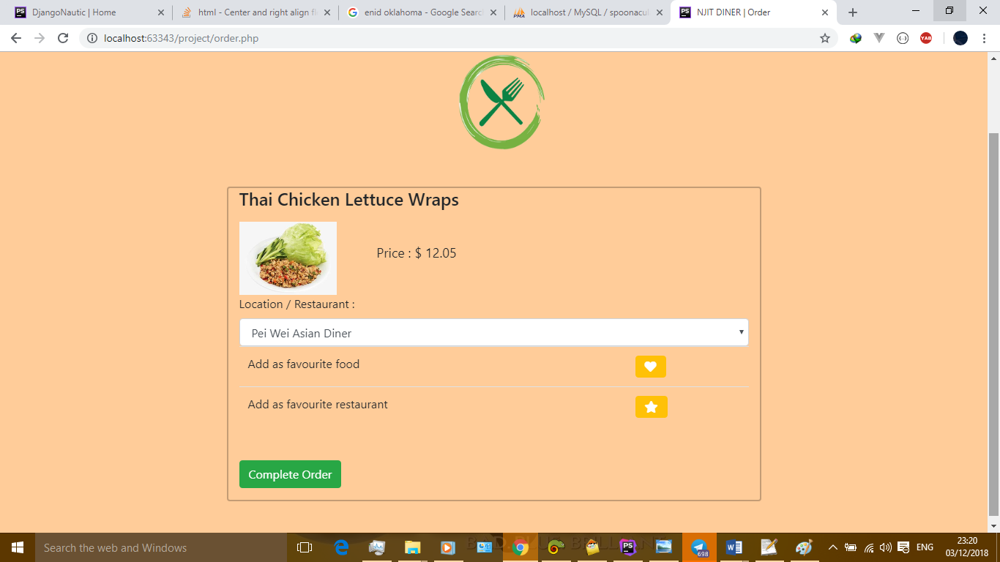 DjangoNautic | Home
html - Center and right align fl
enid oklahoma - Google Searc
localhost / MySQL / spoonacul
NJIT DINER | Order
localhost:63343/project/order.php
Thai Chicken Lettuce Wraps
Price : $ 12.05
Location / Restaurant :
Pei Wei Asian Diner
Add as favourite food
Add as favourite restaurant
Complete Order
Search the web and Windows
698
ENG
23:20
03/12/2018